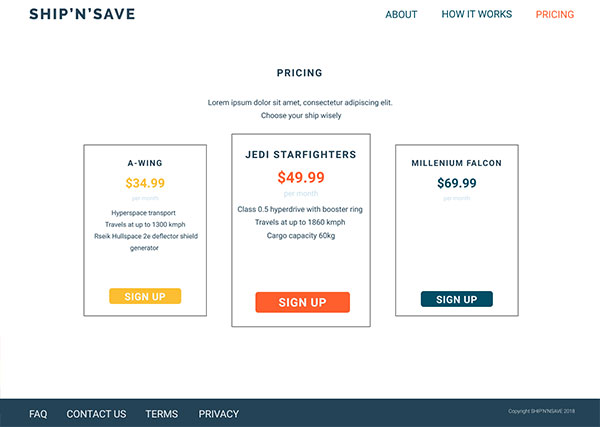 SHIP'N'SAVE
ABOUT
HOW IT WORKS
PRICING
PRICING
Lorem ipsum dolor sit amet, consectetur adipiscing elit.
Choose your ship wisely
A-WING
$34.99
per month
Hyperspace transport
Travels at up to 1300 kmph
Rseik Hullspace 2e deflector shield
generator
SIGN UP
JEDI STARFIGHTERS
$49.99
per month
Class 0.5 hyperdrive with booster ring
Travels at up to 1860 kmph
Cargo capacity 60kg
SIGN UP
MILLENIUM FALCON
$69.99
per month
SIGN UP
FAQ
CONTACT US
TERMS
PRIVACY
Copyright SHIP'N'NSAVE 2018